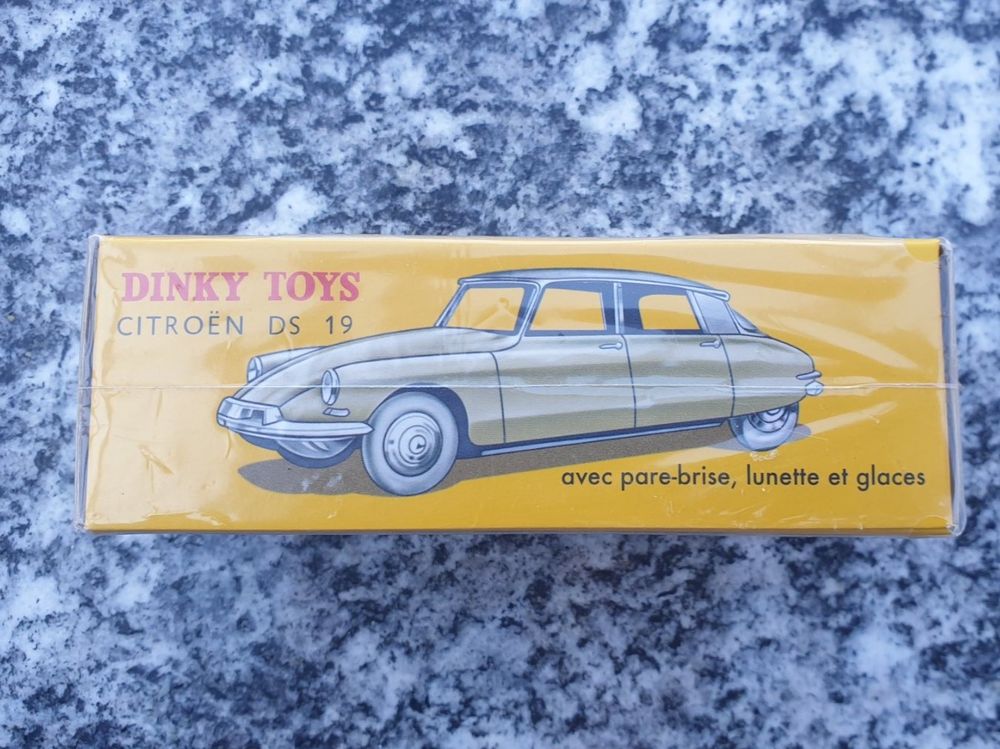 DINKY TOYS
CITROËN DS 19
avec pare-brise, lunette et glaces